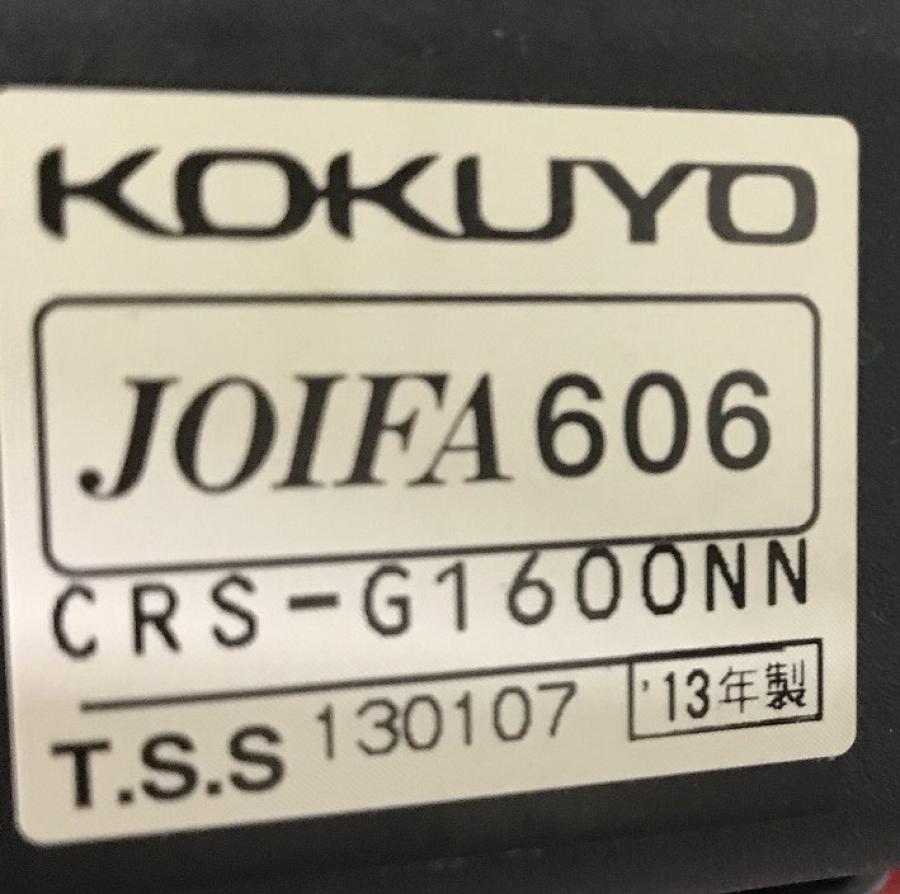 KOKUYO
JOIFA 606
CRS-G1600NN
T.S.S 130107 '13年製